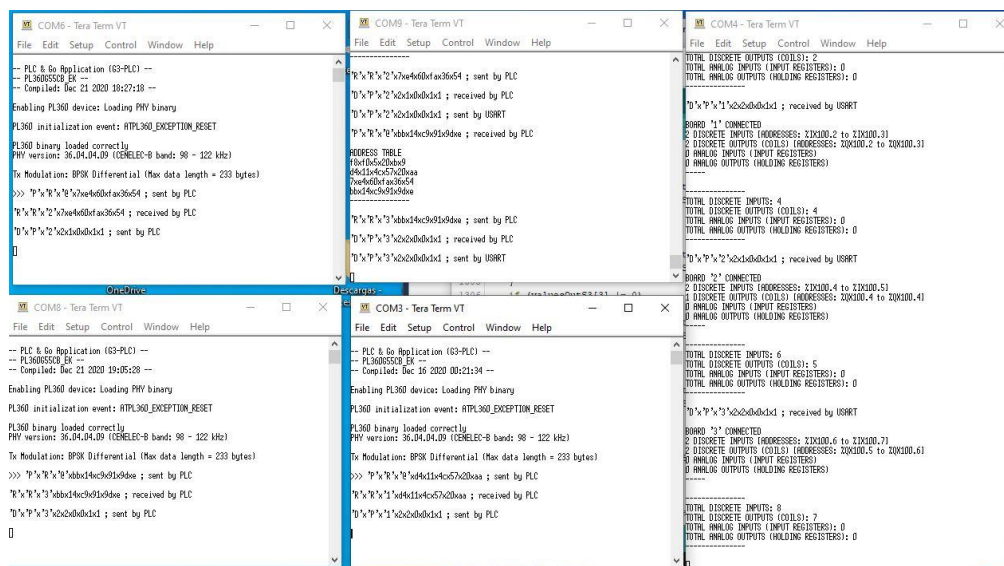 COM6 - Tera Term VT
File Edit Setup Control Window Help
-- PLC & Go Application (G3-PLC) --
-- PL360G55CB_EK --
-- Compiled: Dec 21 2020 18:27:18 --
Enabling PL360 device: Loading PHY binary
PL360 initialization event: ATPL360_EXCEPTION_RESET
PL360 binary loaded correctly
PHY version: 36.04.04.09 (CENELEC-B band: 98 - 122 kHz)
Tx Modulation: BPSK Differential (Max data length = 233 bytes)
>>> 'P'x'R'x'@'x7xe4x60xfax36x54 ; sent by PLC
'R'x'R'x'2'x7xe4x60xfax36x54 ; received by PLC
'D'x'P'x'2'x2x1x0x0x1x1 ; sent by PLC
COM9 - Tera Term VT
File Edit Setup Control Window Help
--------------
'R'x'R'x'2'x7xe4x60xfax36x54 ; sent by PLC
'D'x'P'x'2'x2x1x0x0x1x1 ; received by PLC
'D'x'P'x'2'x2x1x0x0x1x1 ; sent by USART
'P'x'R'x'@'xbbx14xc9x91x9dxe ; received by PLC
ADDRESS TABLE
f8xf0x5x20xbx9
d4x11x4cx57x20xaa
7xe4x60xfax36x54
bbx14xc9x91x9dxe
--------------
'R'x'R'x'3'xbbx14xc9x91x9dxe ; sent by PLC
'D'x'P'x'3'x2x2x0x0x1x1 ; received by PLC
'D'x'P'x'3'x2x2x0x0x1x1 ; sent by USART
COM4 - Tera Term VT
File Edit Setup Control Window Help
TOTAL DISCRETE OUTPUTS (COILS): 2
TOTAL ANALOG INPUTS (INPUT REGISTERS): 0
TOTAL ANALOG OUTPUTS (HOLDING REGISTERS): 0
--------------
'D'x'P'x'1'x2x2x0x0x1x1 ; received by USART
BOARD '1' CONNECTED
2 DISCRETE INPUTS [ADDRESSES: %IX100.2 to %IX100.3]
2 DISCRETE OUTPUTS (COILS) [ADDRESSES: %QX100.2 to %QX100.3]
0 ANALOG INPUTS (INPUT REGISTERS)
0 ANALOG OUTPUTS (HOLDING REGISTERS)
-----
--------------
TOTAL DISCRETE INPUTS: 4
TOTAL DISCRETE OUTPUTS (COILS): 4
TOTAL ANALOG INPUTS (INPUT REGISTERS): 0
TOTAL ANALOG OUTPUTS (HOLDING REGISTERS): 0
--------------
'D'x'P'x'2'x2x1x0x0x1x1 ; received by USART
BOARD '2' CONNECTED
2 DISCRETE INPUTS [ADDRESSES: %IX100.4 to %IX100.5]
1 DISCRETE OUTPUTS (COILS) [ADDRESSES: %QX100.4 to %QX100.4]
0 ANALOG INPUTS (INPUT REGISTERS)
0 ANALOG OUTPUTS (HOLDING REGISTERS)
-----
--------------
TOTAL DISCRETE INPUTS: 6
TOTAL DISCRETE OUTPUTS (COILS): 5
TOTAL ANALOG INPUTS (INPUT REGISTERS): 0
TOTAL ANALOG OUTPUTS (HOLDING REGISTERS): 0
--------------
'D'x'P'x'3'x2x2x0x0x1x1 ; received by USART
BOARD '3' CONNECTED
2 DISCRETE INPUTS [ADDRESSES: %IX100.6 to %IX100.7]
2 DISCRETE OUTPUTS (COILS) [ADDRESSES: %QX100.5 to %QX100.6]
0 ANALOG INPUTS (INPUT REGISTERS)
0 ANALOG OUTPUTS (HOLDING REGISTERS)
-----
--------------
TOTAL DISCRETE INPUTS: 8
TOTAL DISCRETE OUTPUTS (COILS): 7
TOTAL ANALOG INPUTS (INPUT REGISTERS): 0
TOTAL ANALOG OUTPUTS (HOLDING REGISTERS): 0
--------------
OneDrive
Descargas -
COM8 - Tera Term VT
File Edit Setup Control Window Help
-- PLC & Go Application (G3-PLC) --
-- PL360G55CB_EK --
-- Compiled: Dec 21 2020 19:05:28 --
Enabling PL360 device: Loading PHY binary
PL360 initialization event: ATPL360_EXCEPTION_RESET
PL360 binary loaded correctly
PHY version: 36.04.04.09 (CENELEC-B band: 98 - 122 kHz)
Tx Modulation: BPSK Differential (Max data length = 233 bytes)
>>> 'P'x'R'x'@'xbbx14xc9x91x9dxe ; sent by PLC
'R'x'R'x'3'xbbx14xc9x91x9dxe ; received by PLC
'D'x'P'x'3'x2x2x0x0x1x1 ; sent by PLC
COM3 - Tera Term VT
File Edit Setup Control Window Help
-- PLC & Go Application (G3-PLC) --
-- PL360G55CB_EK --
-- Compiled: Dec 16 2020 00:21:34 --
Enabling PL360 device: Loading PHY binary
PL360 initialization event: ATPL360_EXCEPTION_RESET
PL360 binary loaded correctly
PHY version: 36.04.04.09 (CENELEC-B band: 98 - 122 kHz)
Tx Modulation: BPSK Differential (Max data length = 233 bytes)
>>> 'P'x'R'x'@'xd4x11x4cx57x20xaa ; sent by PLC
'R'x'R'x'1'xd4x11x4cx57x20xaa ; received by PLC
'D'x'P'x'1'x2x2x0x0x1x1 ; sent by PLC